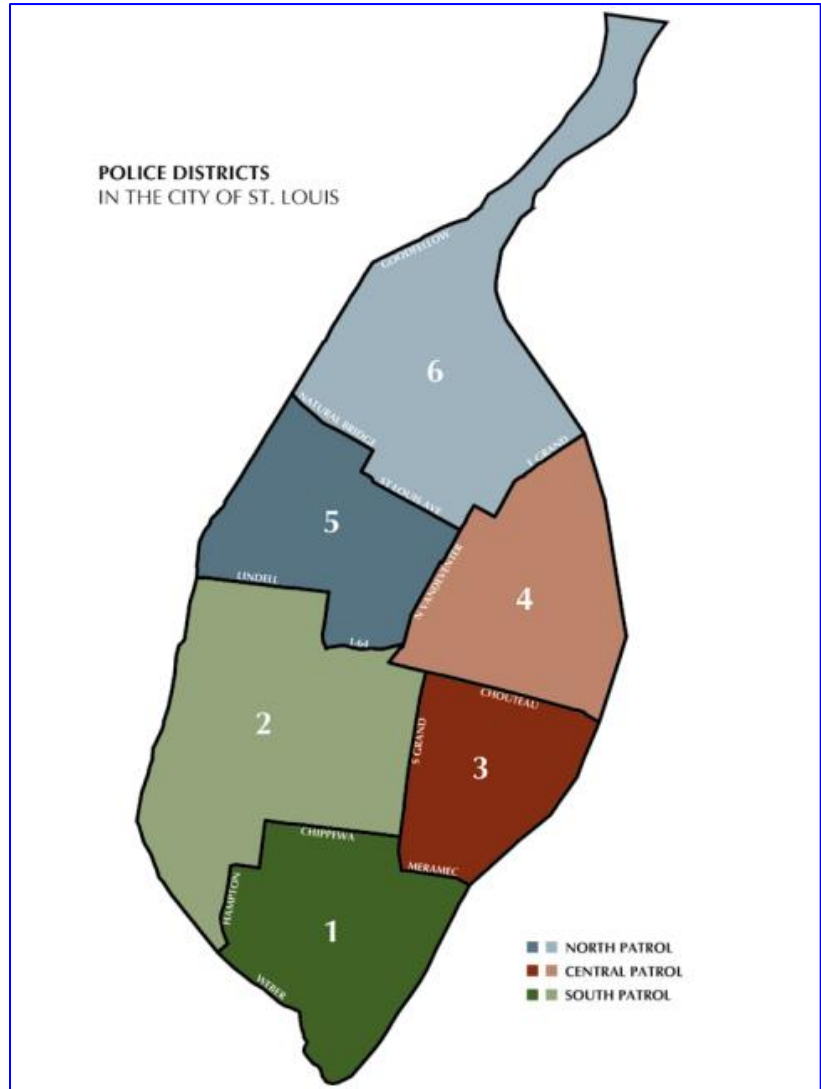 POLICE DISTRICTS
IN THE CITY OF ST. LOUIS
GOODFELLOW
6
NATURAL BRIDGE
E GRAND
ST LOUIS AVE
5
N VANDEVENTER
LINDELL
4
I-64
CHOUTEAU
2
S GRAND
3
CHIPPEWA
MERAMEC
HAMPTON
1
NORTH PATROL
CENTRAL PATROL
SOUTH PATROL
WEBER